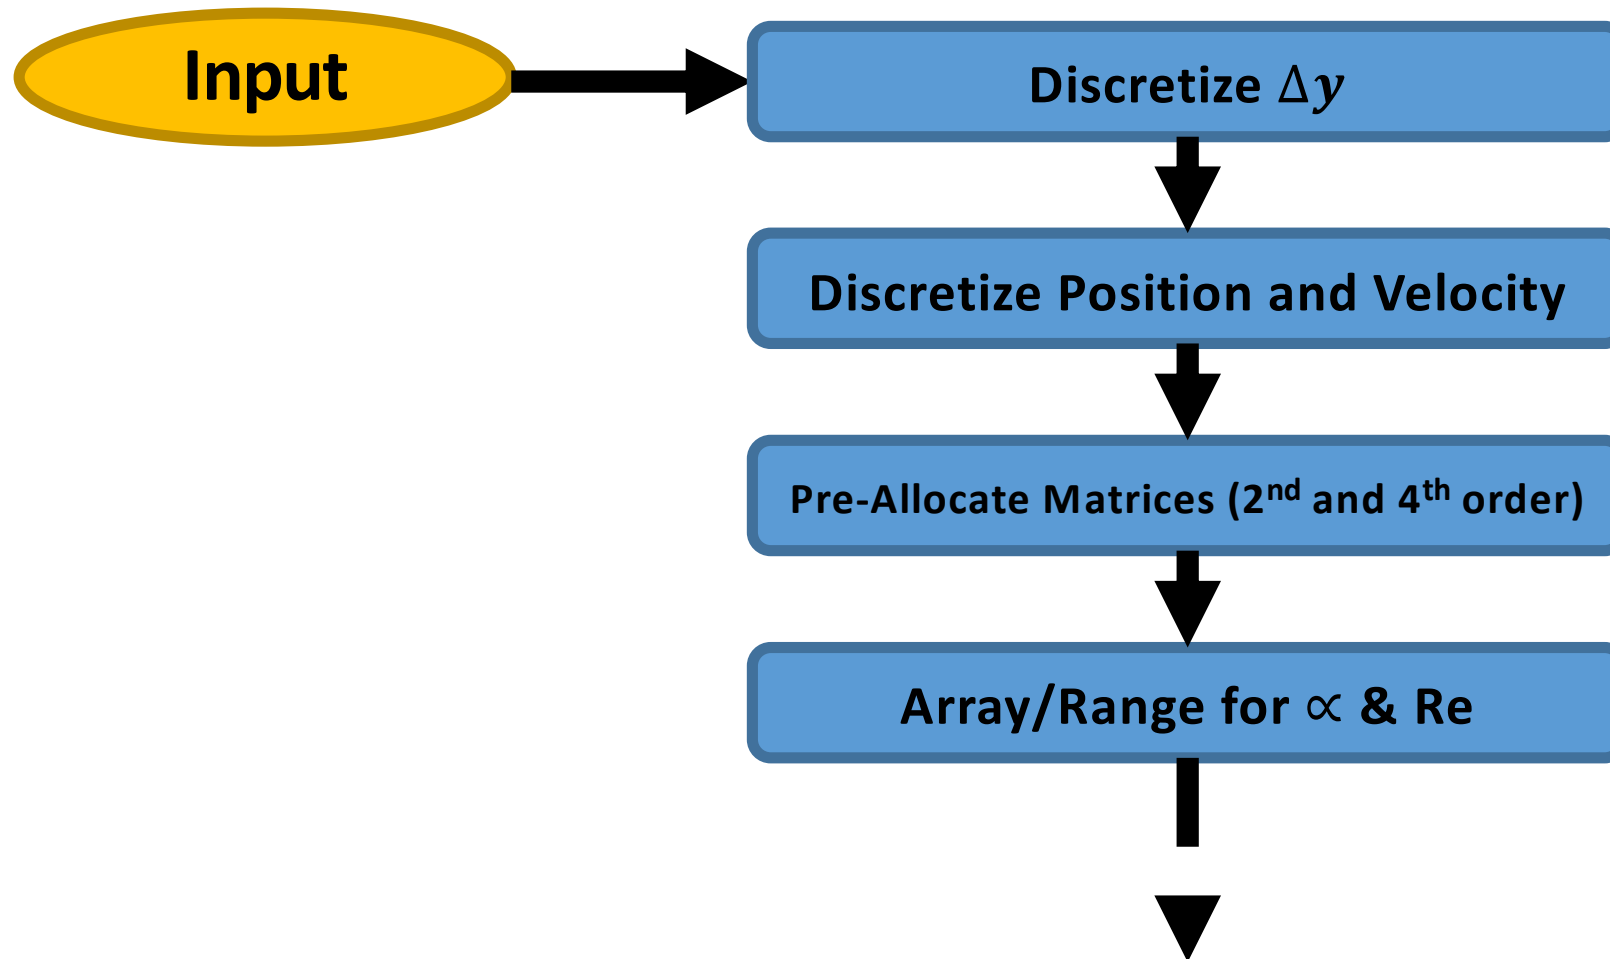 Input
Discretize Δy
Discretize Position and Velocity
Pre-Allocate Matrices (2nd and 4th order)
Array/Range for ∝ & Re